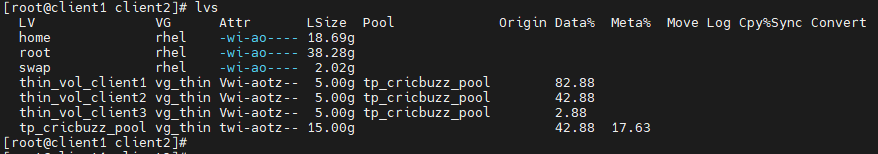 [root@client1 client2]# lvs
LV VG Attr LSize Pool Origin Data% Meta% Move Log Cpy%Sync Convert
home rhel -wi-ao---- 18.69g
root rhel -wi-ao---- 38.28g
swap rhel -wi-ao---- 2.02g
thin_vol_client1 vg_thin Vwi-aotz-- 5.00g tp_cricbuzz_pool 82.88
thin_vol_client2 vg_thin Vwi-aotz-- 5.00g tp_cricbuzz_pool 42.88
thin_vol_client3 vg_thin Vwi-aotz-- 5.00g tp_cricbuzz_pool 2.88
tp_cricbuzz_pool vg_thin twi-aotz-- 15.00g 42.88 17.63
[root@client1 client2]#
[root@client1 client2]#